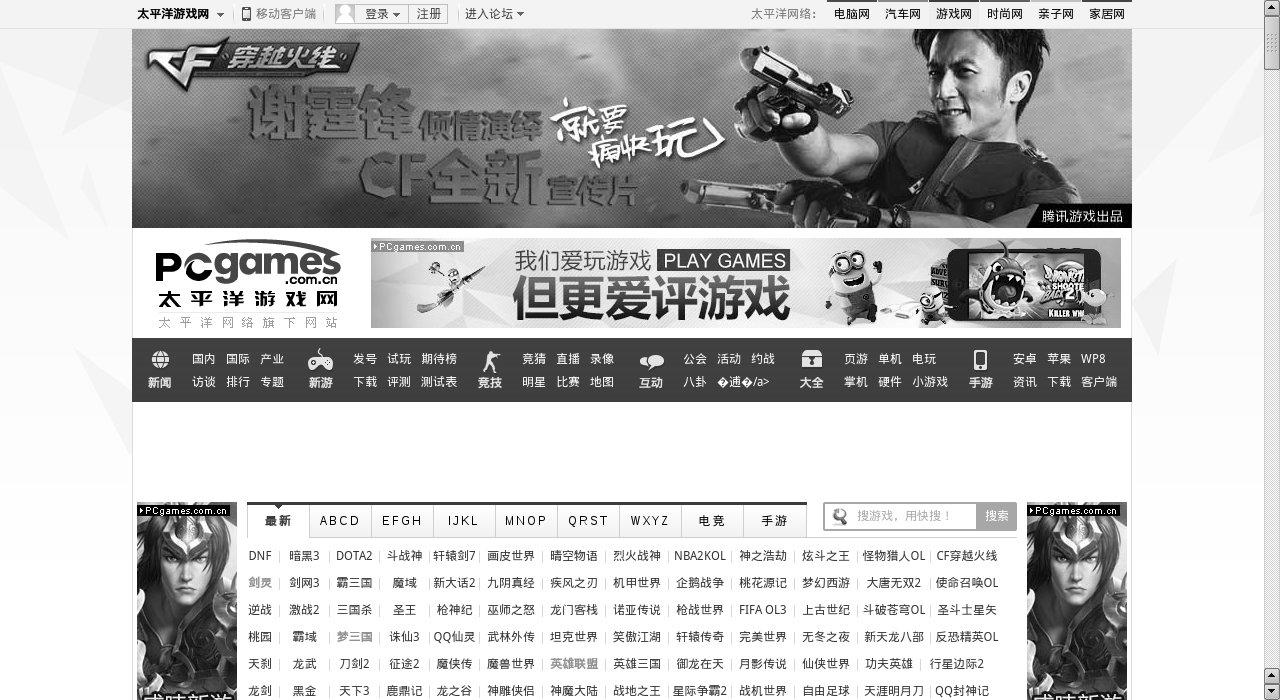 太平洋游戏网 移动客户端 登录 注册 进入论坛 太平洋网络: 电脑网 汽车网 游戏网 时尚网 亲子网 家居网
CF 穿越火线
谢霆锋 倾情演绎
就要痛快玩
CF全新 宣传片
腾讯游戏出品
PCgames.com.cn
太平洋游戏网
太平洋网络旗下网站
PCgames.com.cn
我们爱玩游戏 PLAY GAMES
但更爱评游戏
KILLER WH
新闻 国内 国际 产业
访谈 排行 专题
新游 发号 试玩 期待榜
下载 评测 测试表
竞技 竞猜 直播 录像
明星 比赛 地图
互动 公会 活动 约战
八卦 �逋�/a>
大全 页游 单机 电玩
掌机 硬件 小游戏
手游 安卓 苹果 WP8
资讯 下载 客户端
PCgames.com.cn
最新 ABCD EFGH IJKL MNOP QRST WXYZ 电竞 手游
搜游戏，用快搜！ 搜索
PCgames.com.cn
DNF 暗黑3 DOTA2 斗战神 轩辕剑7 画皮世界 晴空物语 烈火战神 NBA2KOL 神之浩劫 炫斗之王 怪物猎人OL CF穿越火线
剑灵 剑网3 霸三国 魔域 新大话2 九阴真经 疾风之刃 机甲世界 企鹅战争 桃花源记 梦幻西游 大唐无双2 使命召唤OL
逆战 激战2 三国杀 圣王 枪神纪 巫师之怒 龙门客栈 诺亚传说 枪战世界 FIFA OL3 上古世纪 斗破苍穹OL 圣斗士星矢
桃园 霸域 梦三国 诛仙3 QQ仙灵 武林外传 坦克世界 笑傲江湖 轩辕传奇 完美世界 无冬之夜 新天龙八部 反恐精英OL
天刹 龙武 刀剑2 征途2 魔侠传 魔兽世界 英雄联盟 英雄三国 御龙在天 月影传说 仙侠世界 功夫英雄 行星边际2
龙剑 黑金 天下3 鹿鼎记 龙之谷 神雕侠侣 神魔大陆 战地之王 星际争霸2 战机世界 自由足球 天涯明月刀 QQ封神记